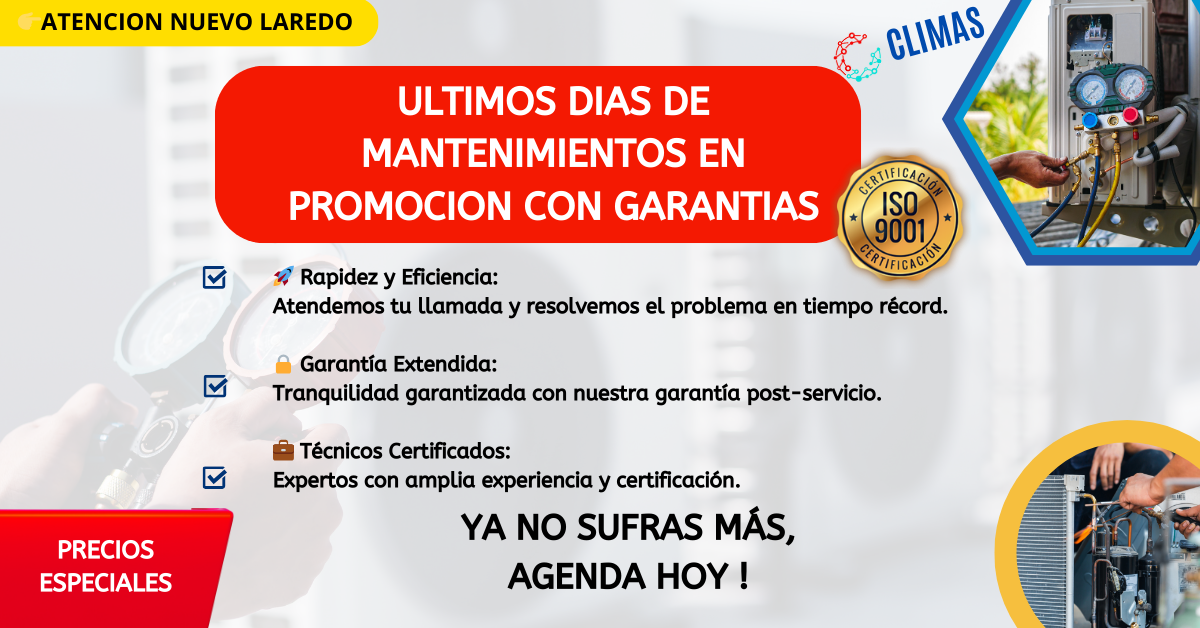 👉ATENCION NUEVO LAREDO
CLIMAS
ULTIMOS DIAS DE
MANTENIMIENTOS EN
PROMOCION CON GARANTIAS
CERTIFICACIÓN
ISO
9001
CERTIFICACIÓN
🚀 Rapidez y Eficiencia:
Atendemos tu llamada y resolvemos el problema en tiempo récord.
🔒 Garantía Extendida:
Tranquilidad garantizada con nuestra garantía post-servicio.
💼 Técnicos Certificados:
Expertos con amplia experiencia y certificación.
YA NO SUFRAS MÁS,
AGENDA HOY !
PRECIOS
ESPECIALES